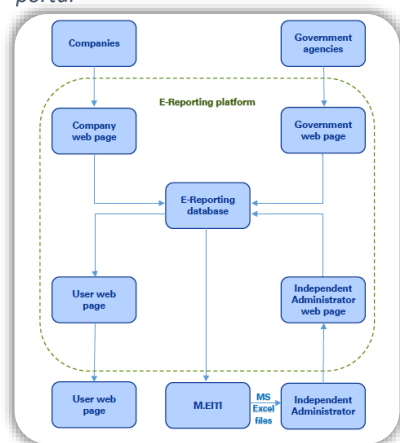 portal
Companies
Government
agencies
E-Reporting platform
Company
web page
Government
web page
E-Reporting
database
User web
page
Independent
Administrator
web page
User web
page
M.EITI
MS
Excel
files
Independent
Administrator